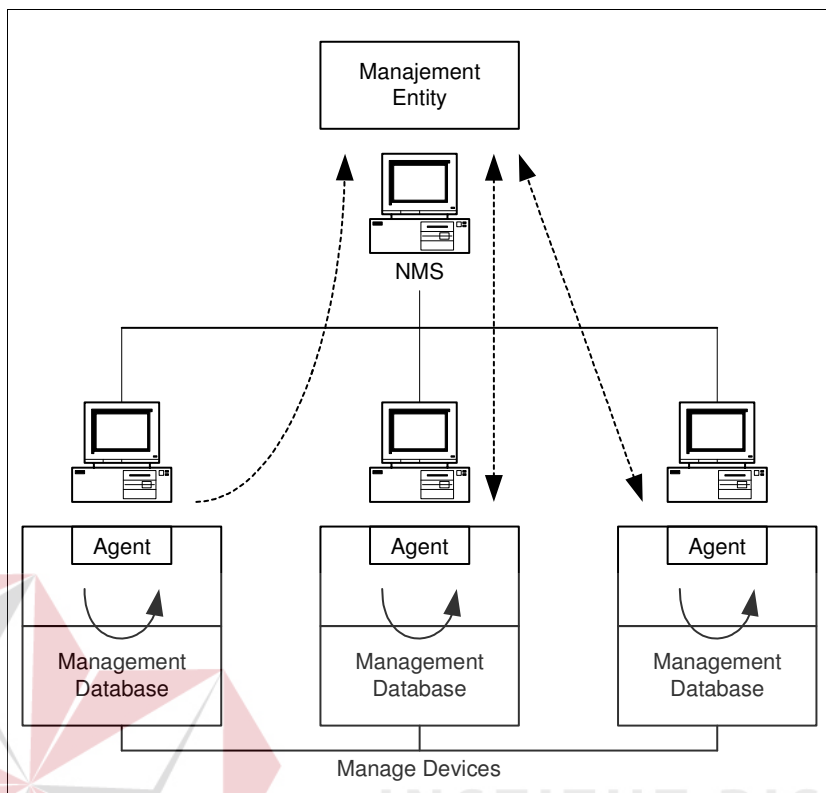 Manajement
Entity
NMS
Agent
Agent
Agent
Management
Database
Management
Database
Management
Database
Manage Devices